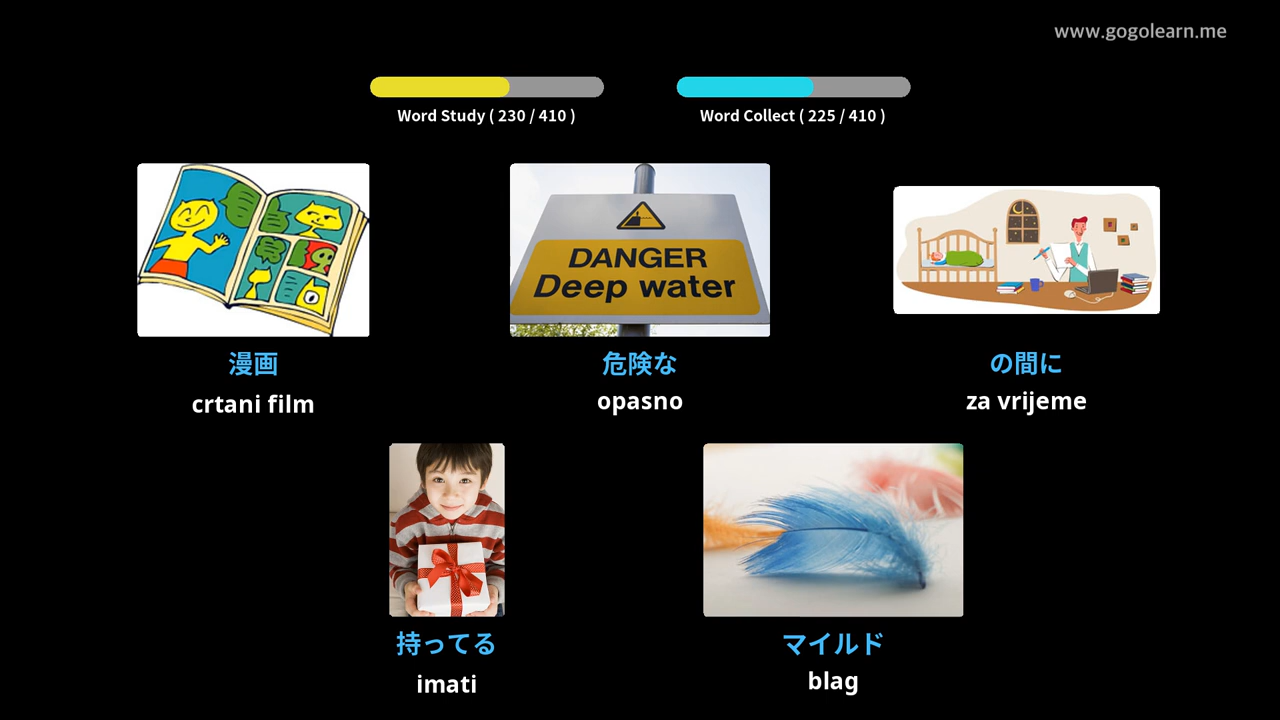 www.gogolearn.me
Word Study ( 230 / 410 )
Word Collect ( 225 / 410 )
DANGER
Deep water
漫画
危険な
の間に
crtani film
opasno
za vrijeme
持ってる
マイルド
imati
blag